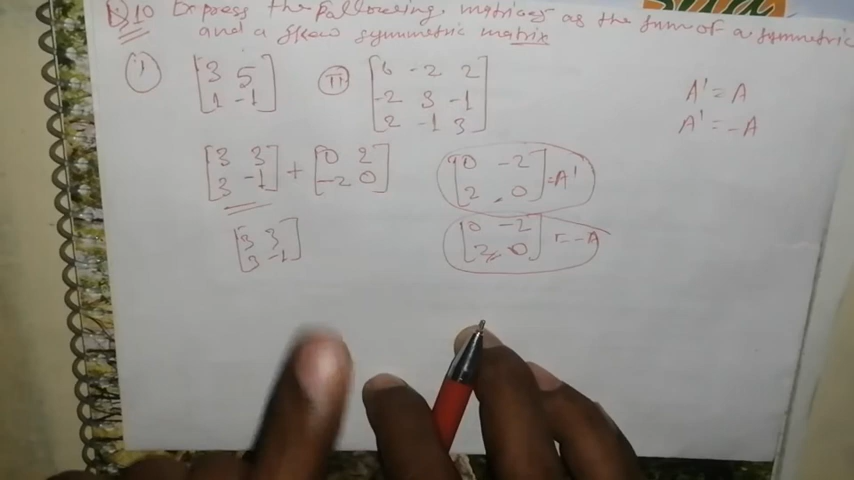 Q 10 Express the following matrices as the sum of a symmetric
and a skew symmetric matrix
i [3 5 [6 -2 2
1 -1] ii -2 3 -1
2 -1 3]
A' = A
A' = -A
[3 3 + [0 2 [0 -2 = A'
3 -1] -2 0] 2 0]
[3 3 [0 -2 = -A
3 -1] 2 0]